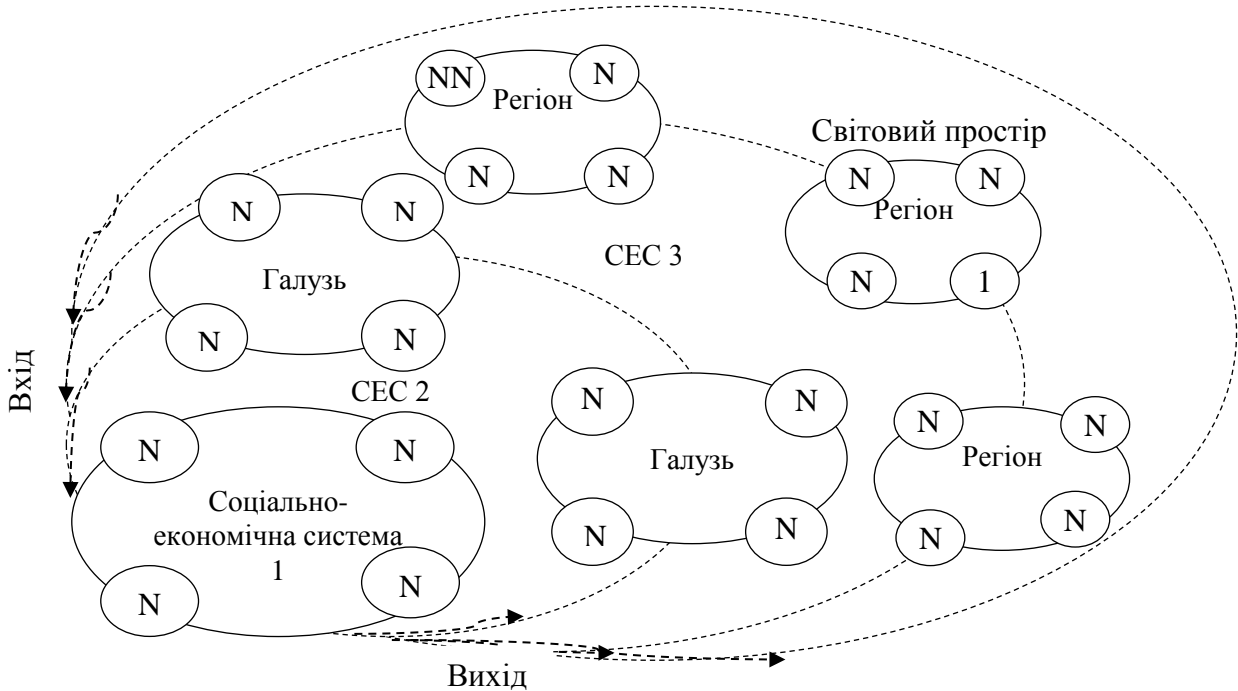 NN
N
Регіон
N
N
Світовий простір
N
N
Регіон
N
1
N
N
Галузь
N
N
СЕС 3
Вхід
СЕС 2
N
N
Галузь
N
N
N
N
Регіон
N
N
N
N
Соціально-
економічна система
1
N
N
Вихід